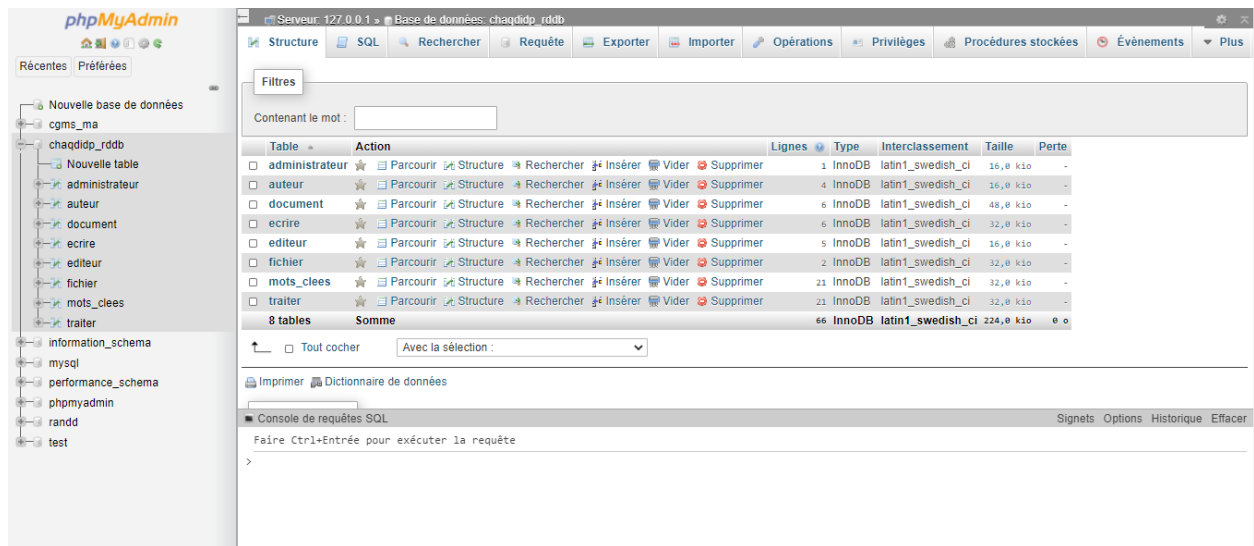 phpMyAdmin
Récentes Préférées
Nouvelle base de données
cgms_ma
chaqdidp_rddb
Nouvelle table
administrateur
auteur
document
ecrire
editeur
fichier
mots_clees
traiter
information_schema
mysql
performance_schema
phpmyadmin
randd
test
Serveur: 127.0.0.1 » Base de données: chaqdidp_rddb
Structure SQL Rechercher Requête Exporter Importer Opérations Privilèges Procédures stockées Évènements Plus
Filtres
Contenant le mot :
Table Action Lignes Type Interclassement Taille Perte
administrateur Parcourir Structure Rechercher Insérer Vider Supprimer 1 InnoDB latin1_swedish_ci 16,0 kio -
auteur Parcourir Structure Rechercher Insérer Vider Supprimer 4 InnoDB latin1_swedish_ci 16,0 kio -
document Parcourir Structure Rechercher Insérer Vider Supprimer 6 InnoDB latin1_swedish_ci 48,0 kio -
ecrire Parcourir Structure Rechercher Insérer Vider Supprimer 6 InnoDB latin1_swedish_ci 32,0 kio -
editeur Parcourir Structure Rechercher Insérer Vider Supprimer 5 InnoDB latin1_swedish_ci 16,0 kio -
fichier Parcourir Structure Rechercher Insérer Vider Supprimer 2 InnoDB latin1_swedish_ci 32,0 kio -
mots_clees Parcourir Structure Rechercher Insérer Vider Supprimer 21 InnoDB latin1_swedish_ci 32,0 kio -
traiter Parcourir Structure Rechercher Insérer Vider Supprimer 21 InnoDB latin1_swedish_ci 32,0 kio -
8 tables Somme 66 InnoDB latin1_swedish_ci 224,0 kio 0 o
Tout cocher Avec la sélection :
Imprimer Dictionnaire de données
Console de requêtes SQL Signets Options Historique Effacer
Faire Ctrl+Entrée pour exécuter la requête
>